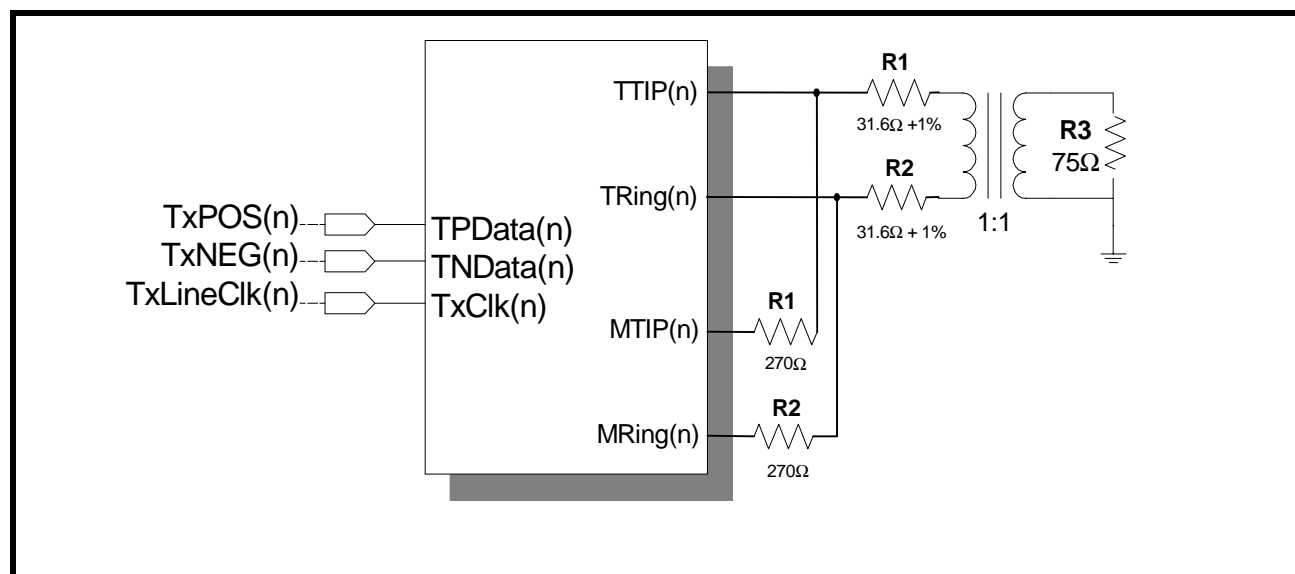 TxPOS(n)
TxNEG(n)
TxLineClk(n)
TPData(n)
TNData(n)
TxClk(n)
TTIP(n)
TRing(n)
MTIP(n)
MRing(n)
R1
31.6Ω +1%
R2
31.6Ω + 1%
R1
270Ω
R2
270Ω
1:1
R3
75Ω